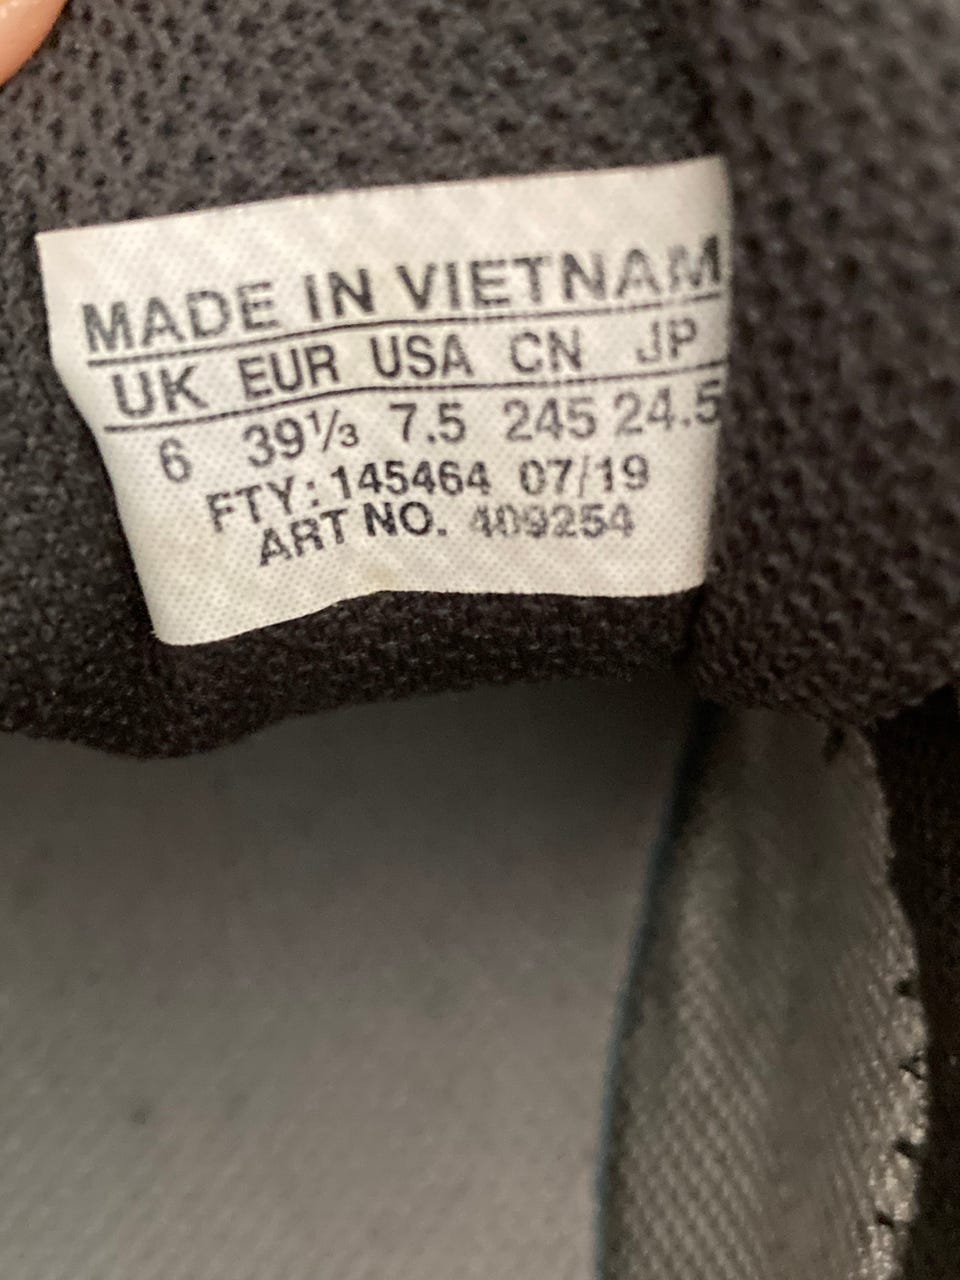 MADE IN VIETNAM
UK EUR USA CN JP
6 39⅓ 7.5 245 24.5
FTY: 145464 07/19
ART NO. 409254